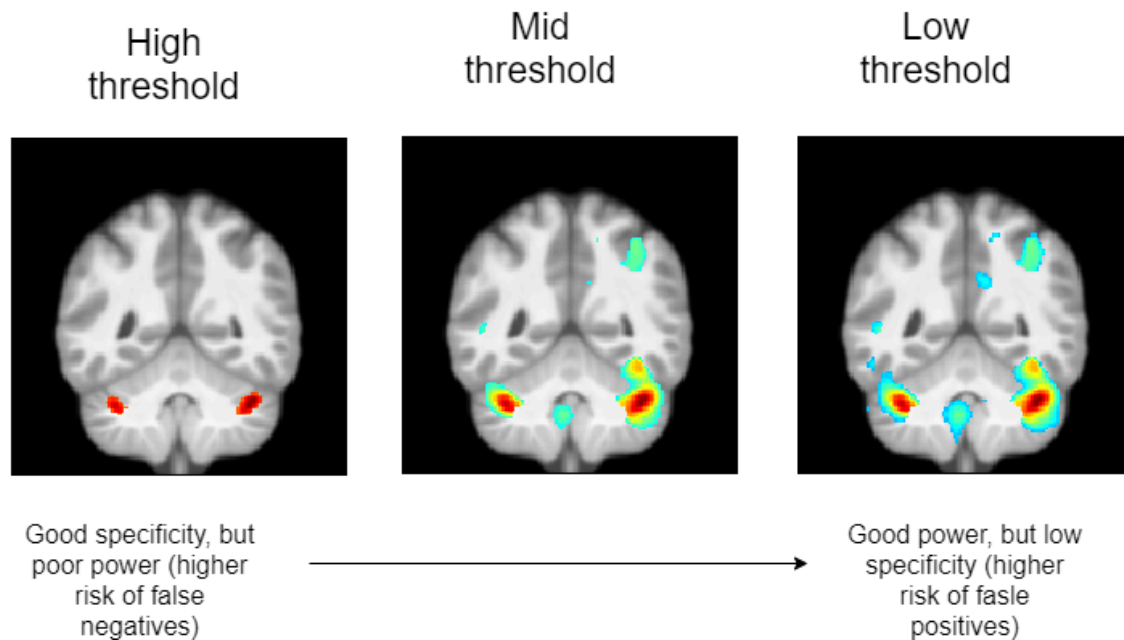 High
threshold
Mid
threshold
Low
threshold
Good specificity, but
poor power (higher
risk of false
negatives)
Good power, but low
specificity (higher
risk of fasle
positives)